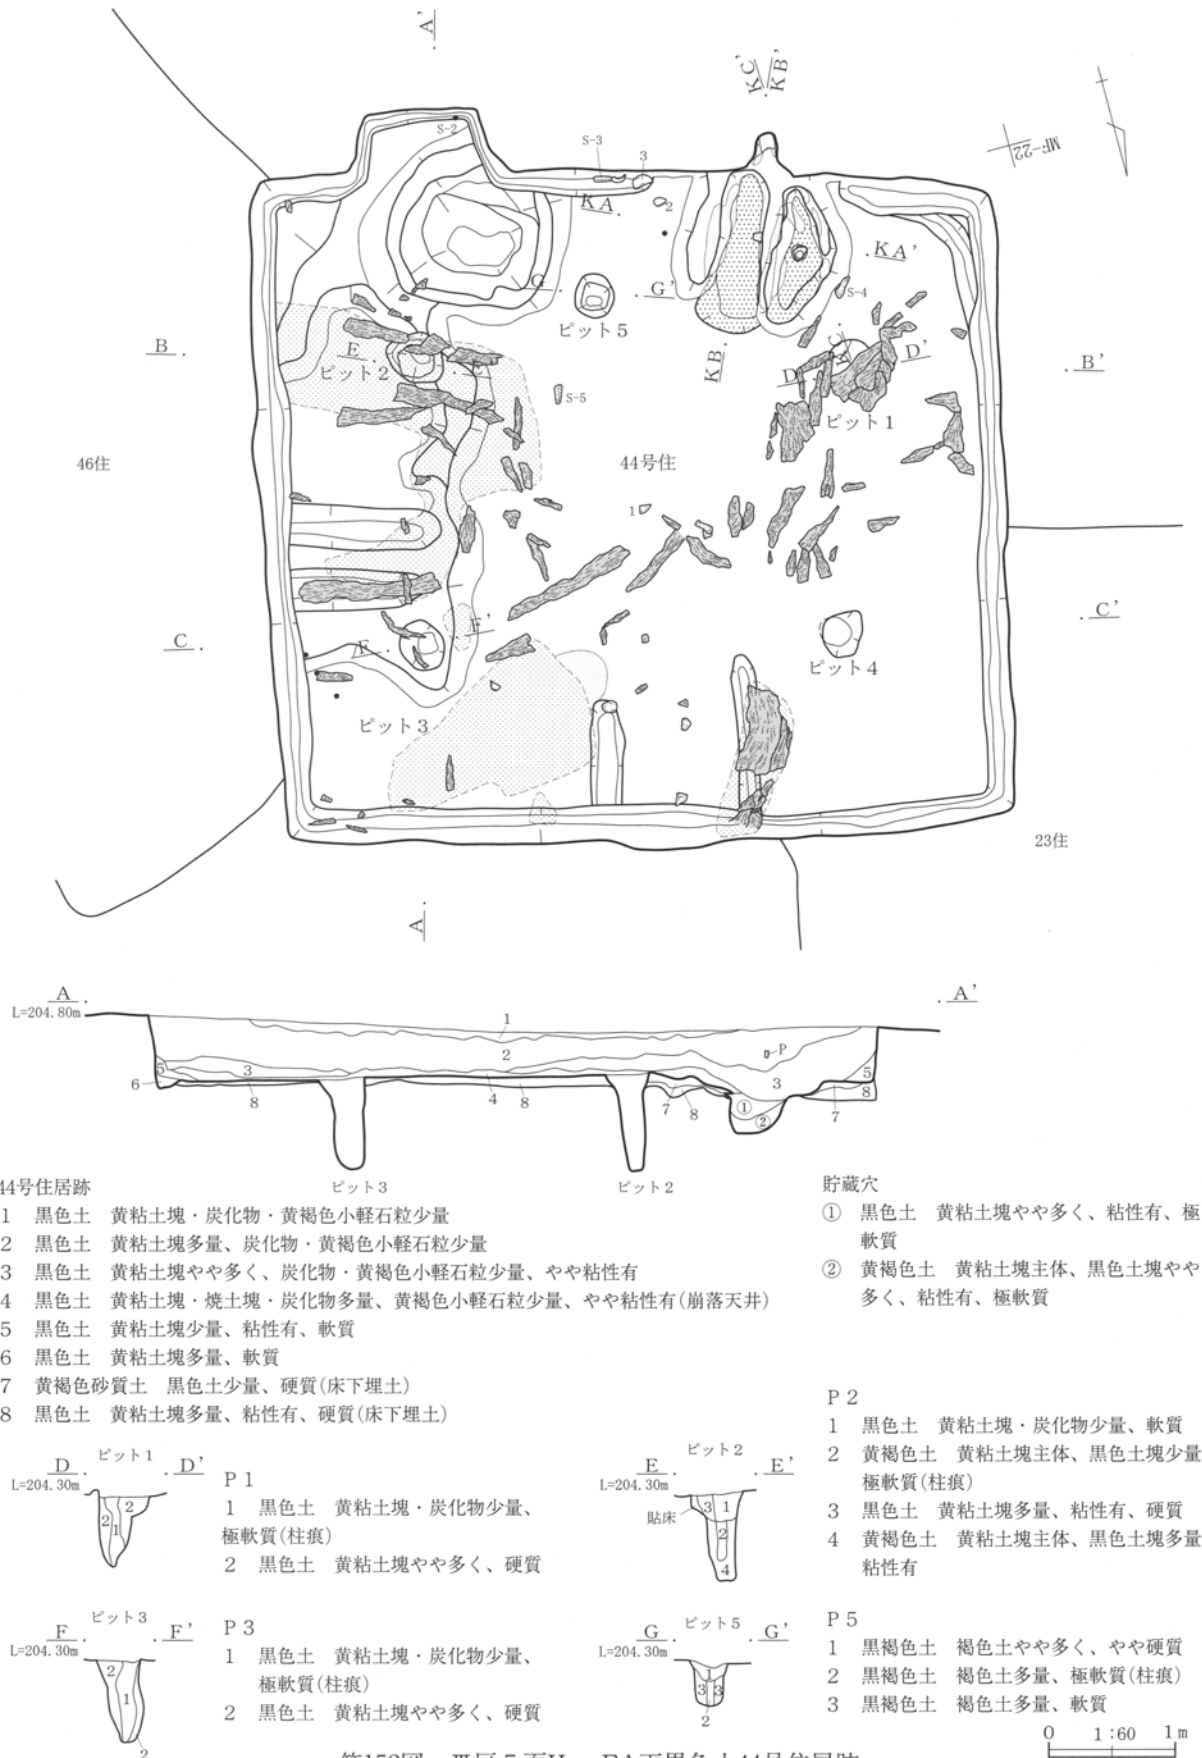 A'
KC'
KB'
MF-22
S-2
S-3
3
KA
2
KA'
G
G'
S-4
ピット5
B
E
E'
ピット2
KB
KC
D
D'
B'
S-5
ピット1
46住
44号住
1
C
F
F'
C'
ピット4
ピット3
23住
A
A
A'
L=204.80m
1
2
P
5
3
3
5
6
8
4
8
7
8
①
②
7
8
ピット3
ピット2
44号住居跡
1 黒色土 黄粘土塊・炭化物・黄褐色小軽石粒少量
2 黒色土 黄粘土塊多量、炭化物・黄褐色小軽石粒少量
3 黒色土 黄粘土塊やや多く、炭化物・黄褐色小軽石粒少量、やや粘性有
4 黒色土 黄粘土塊・焼土塊・炭化物多量、黄褐色小軽石粒少量、やや粘性有(崩落天井)
5 黒色土 黄粘土塊少量、粘性有、軟質
6 黒色土 黄粘土塊多量、軟質
7 黄褐色砂質土 黒色土少量、硬質(床下埋土)
8 黒色土 黄粘土塊多量、粘性有、硬質(床下埋土)
貯蔵穴
① 黒色土 黄粘土塊やや多く、粘性有、極
軟質
② 黄褐色土 黄粘土塊主体、黒色土塊やや
多く、粘性有、極軟質
ピット1
D
D'
L=204.30m
2
2
1
P1
1 黒色土 黄粘土塊・炭化物少量、
極軟質(柱痕)
2 黒色土 黄粘土塊やや多く、硬質
ピット2
E
E'
L=204.30m
貼床
3
1
2
4
P2
1 黒色土 黄粘土塊・炭化物少量、軟質
2 黄褐色土 黄粘土塊主体、黒色土塊少量
極軟質(柱痕)
3 黒色土 黄粘土塊多量、粘性有、硬質
4 黄褐色土 黄粘土塊主体、黒色土塊多量
粘性有
ピット3
F
F'
L=204.30m
2
1
2
P3
1 黒色土 黄粘土塊・炭化物少量、
極軟質(柱痕)
2 黒色土 黄粘土塊やや多く、硬質
ピット5
G
G'
L=204.30m
1
3
3
2
P5
1 黒褐色土 褐色土やや多く、やや硬質
2 黒褐色土 褐色土多量、極軟質(柱痕)
3 黒褐色土 褐色土多量、軟質
0 1:60 1m